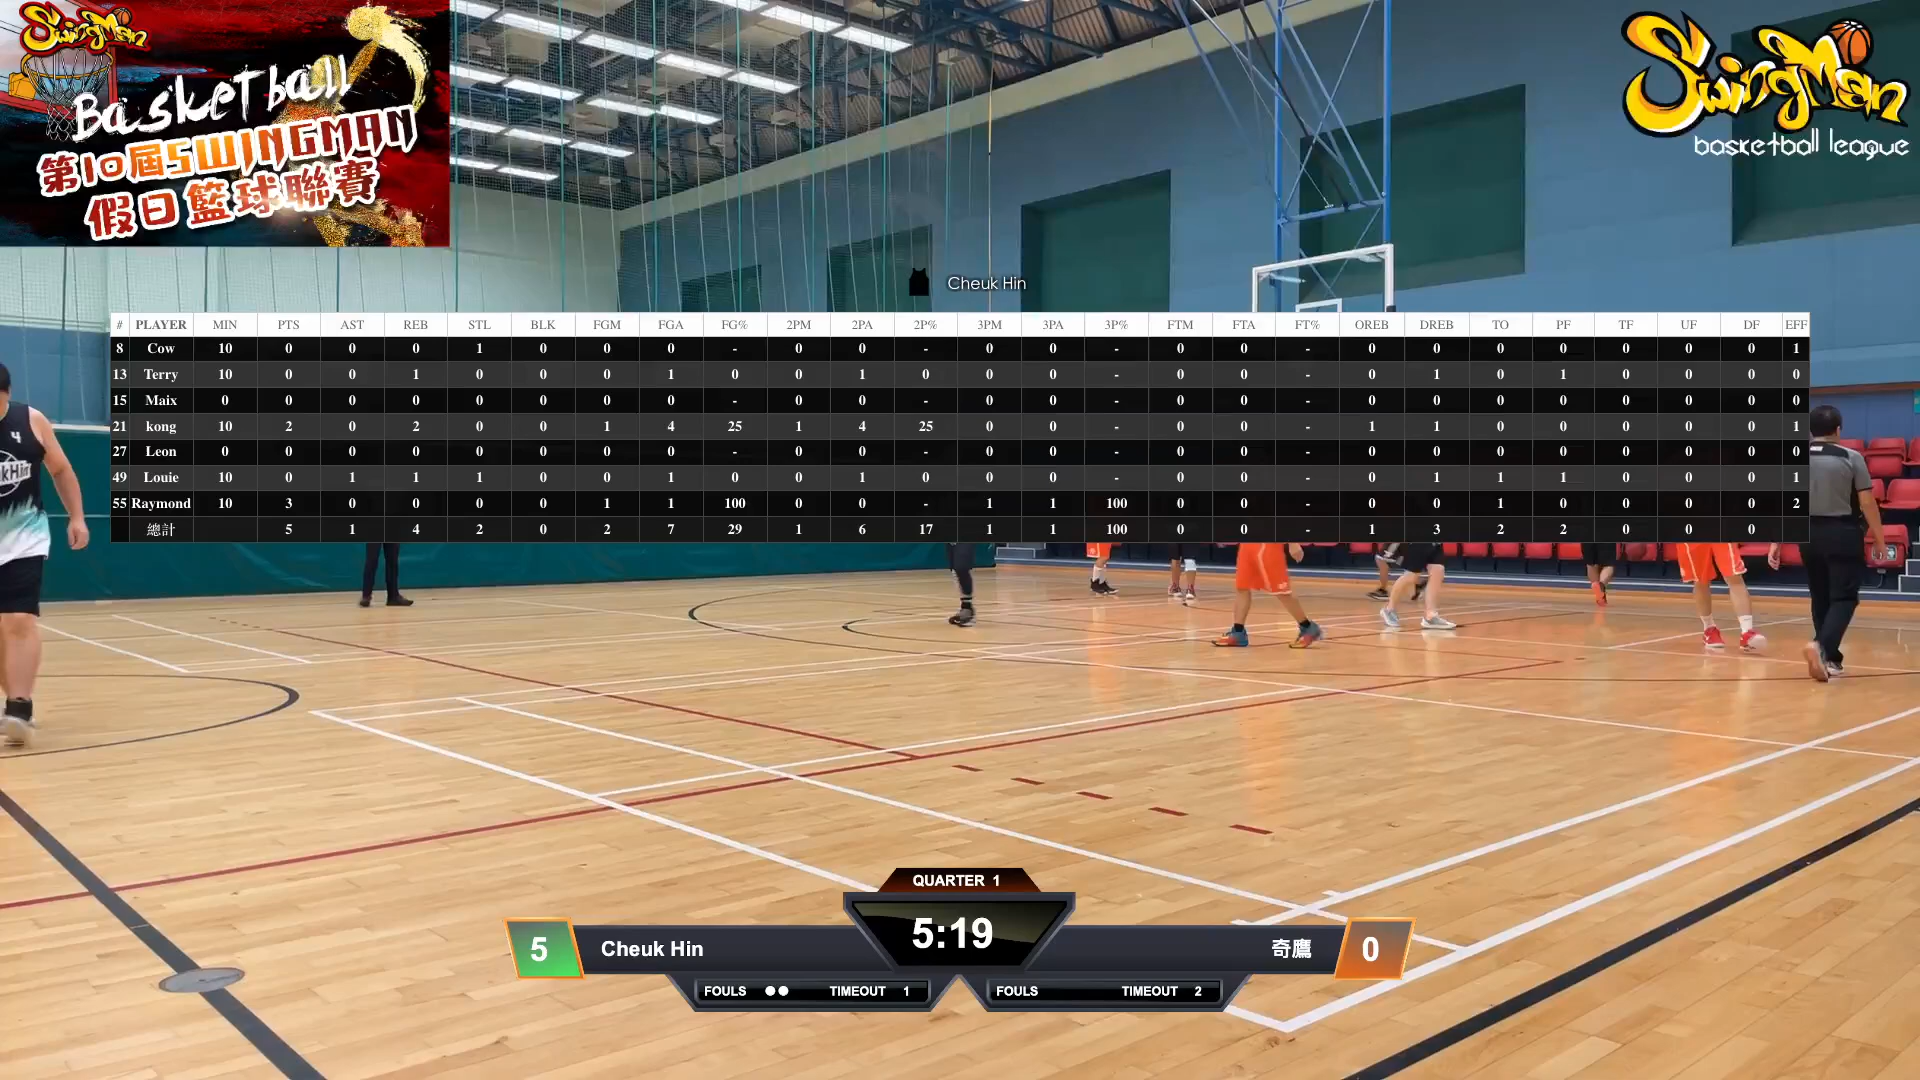 SwingMan
Basketball
第10屆SWINGMAN
假日籃球聯賽
SwingMan
basketball league
Cheuk Hin
# PLAYER MIN PTS AST REB STL BLK FGM FGA FG% 2PM 2PA 2P% 3PM 3PA 3P% FTM FTA FT% OREB DREB TO PF TF UF DF EFF
8 Cow 10 0 0 0 1 0 0 0 - 0 0 - 0 0 - 0 0 - 0 0 0 0 0 0 0 1
13 Terry 10 0 0 1 0 0 0 1 0 0 1 0 0 0 - 0 0 - 0 1 0 1 0 0 0 0
15 Maix 0 0 0 0 0 0 0 0 - 0 0 - 0 0 - 0 0 - 0 0 0 0 0 0 0 0
21 kong 10 2 0 2 0 0 1 4 25 1 4 25 0 0 - 0 0 - 1 1 0 0 0 0 0 1
27 Leon 0 0 0 0 0 0 0 0 - 0 0 - 0 0 - 0 0 - 0 0 0 0 0 0 0 0
49 Louie 10 0 1 1 1 0 0 1 0 0 1 0 0 0 - 0 0 - 0 1 1 1 0 0 0 1
55 Raymond 10 3 0 0 0 0 1 1 100 0 0 - 1 1 100 0 0 - 0 0 1 0 0 0 0 2
總計 5 1 4 2 0 2 7 29 1 6 17 1 1 100 0 0 - 1 3 2 2 0 0 0
4
kHin
QUARTER 1
5 Cheuk Hin 5:19 奇鷹 0
FOULS ●● TIMEOUT 1 FOULS TIMEOUT 2